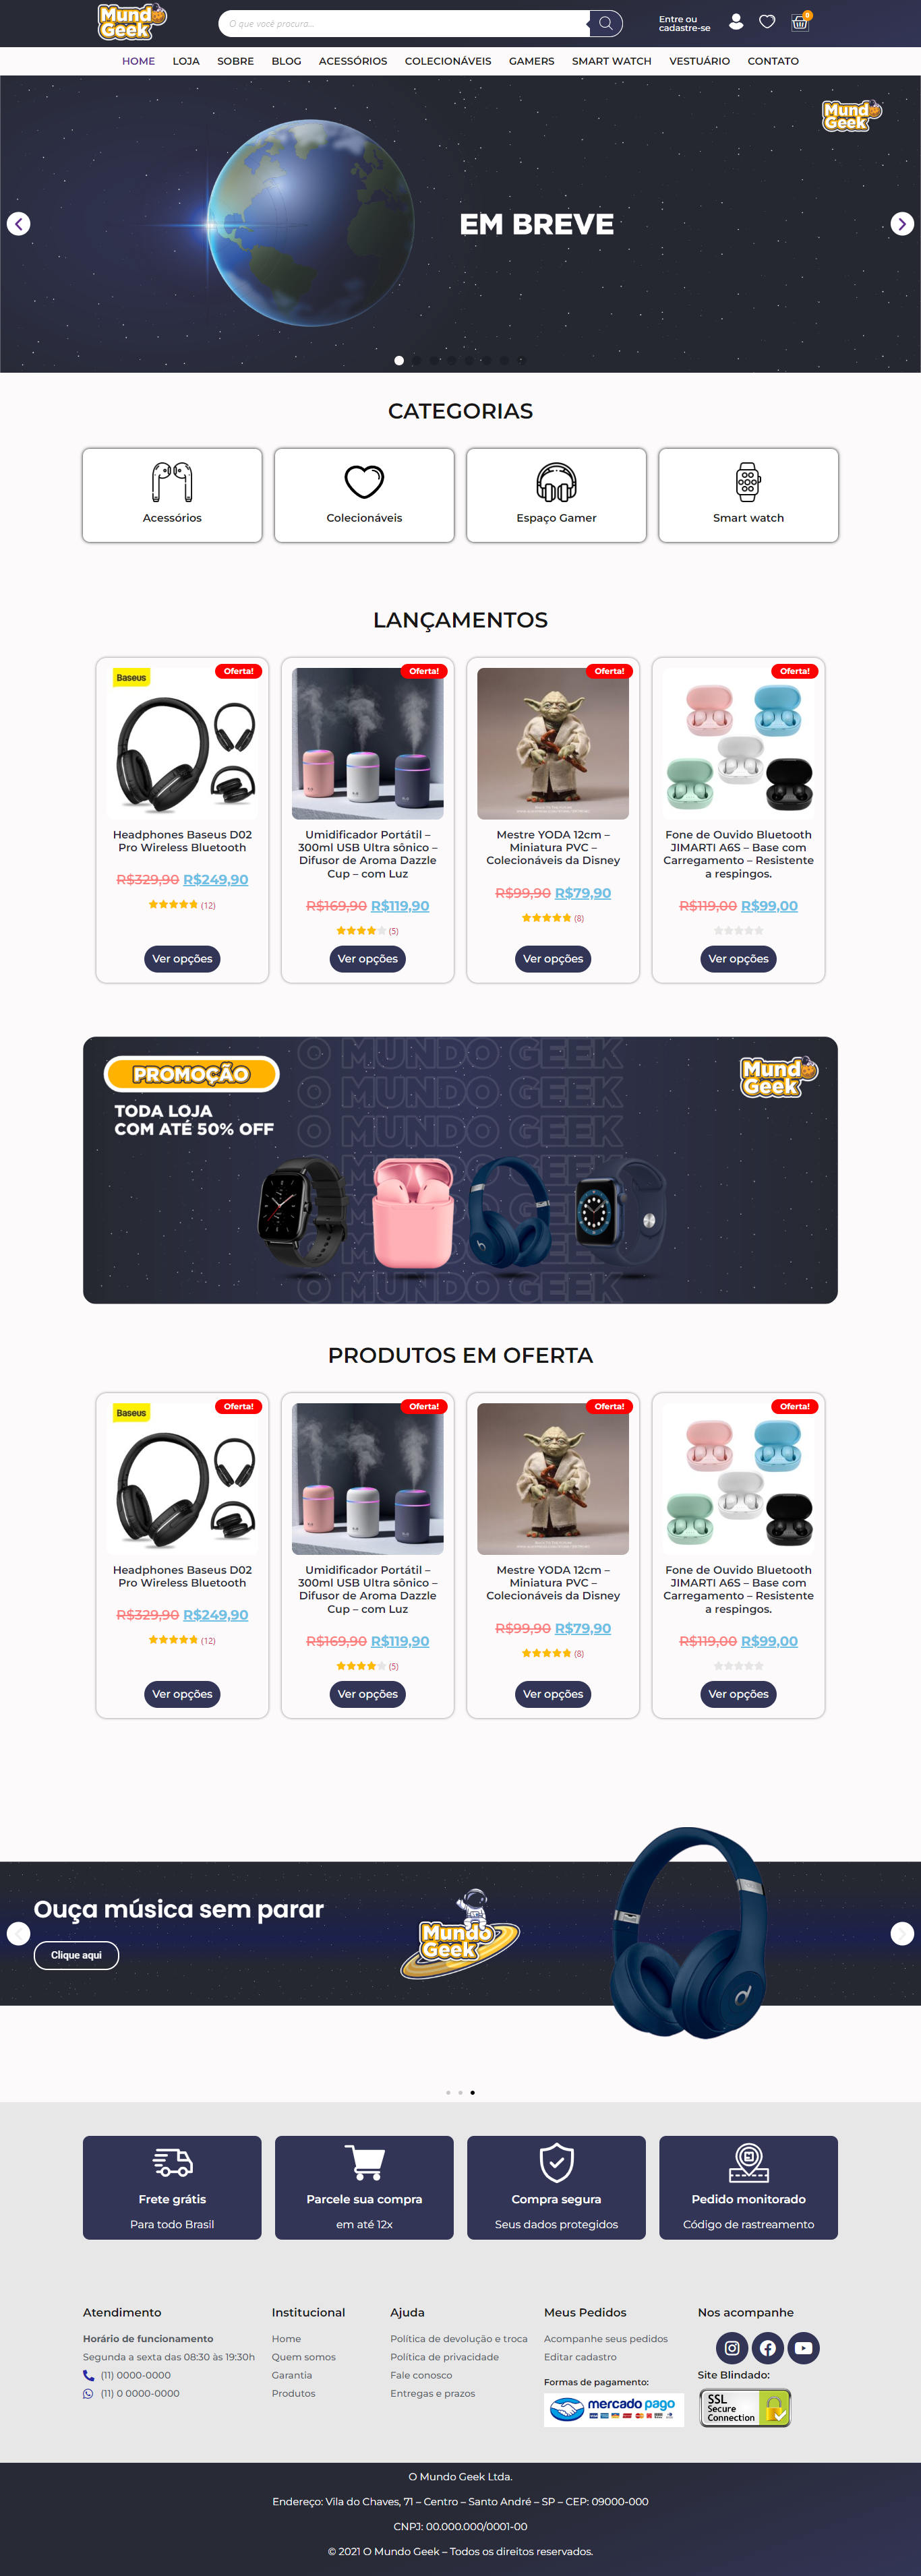 Mundo
Geek
O que você procura...
Entre ou
cadastre-se
0
HOME LOJA SOBRE BLOG ACESSÓRIOS COLECIONÁVEIS GAMERS SMART WATCH VESTUÁRIO CONTATO
Mundo
Geek
EM BREVE
CATEGORIAS
Acessórios
Colecionáveis
Espaço Gamer
Smart watch
LANÇAMENTOS
Baseus
Oferta!
Headphones Baseus D02
Pro Wireless Bluetooth
R$329,90 R$249,90
(12)
Ver opções
Oferta!
Umidificador Portátil –
300ml USB Ultra sônico –
Difusor de Aroma Dazzle
Cup – com Luz
R$169,90 R$119,90
(5)
Ver opções
Oferta!
Mestre YODA 12cm –
Miniatura PVC –
Colecionáveis da Disney
R$99,90 R$79,90
(8)
Ver opções
Oferta!
Fone de Ouvido Bluetooth
JIMARTI A6S – Base com
Carregamento – Resistente
a respingos.
R$119,00 R$99,00
Ver opções
PROMOÇÃO
TODA LOJA
COM ATÉ 50% OFF
O MUNDO GEEK
O MUNDO GEEK
O MUNDO GEEK
O MUNDO GEEK
Mundo
Geek
PRODUTOS EM OFERTA
Baseus
Oferta!
Headphones Baseus D02
Pro Wireless Bluetooth
R$329,90 R$249,90
(12)
Ver opções
Oferta!
Umidificador Portátil –
300ml USB Ultra sônico –
Difusor de Aroma Dazzle
Cup – com Luz
R$169,90 R$119,90
(5)
Ver opções
Oferta!
Mestre YODA 12cm –
Miniatura PVC –
Colecionáveis da Disney
R$99,90 R$79,90
(8)
Ver opções
Oferta!
Fone de Ouvido Bluetooth
JIMARTI A6S – Base com
Carregamento – Resistente
a respingos.
R$119,00 R$99,00
Ver opções
Ouça música sem parar
Clique aqui
Mundo
Geek
Frete grátis
Para todo Brasil
Parcele sua compra
em até 12x
Compra segura
Seus dados protegidos
Pedido monitorado
Código de rastreamento
Atendimento
Horário de funcionamento
Segunda a sexta das 08:30 às 19:30h
(11) 0000-0000
(11) 0 0000-0000
Institucional
Home
Quem somos
Garantia
Produtos
Ajuda
Política de devolução e troca
Política de privacidade
Fale conosco
Entregas e prazos
Meus Pedidos
Acompanhe seus pedidos
Editar cadastro
Formas de pagamento:
mercado pago
Nos acompanhe
Site Blindado:
SSL
Secure
Connection
O Mundo Geek Ltda.
Endereço: Vila do Chaves, 71 – Centro – Santo André – SP – CEP: 09000-000
CNPJ: 00.000.000/0001-00
© 2021 O Mundo Geek – Todos os direitos reservados.